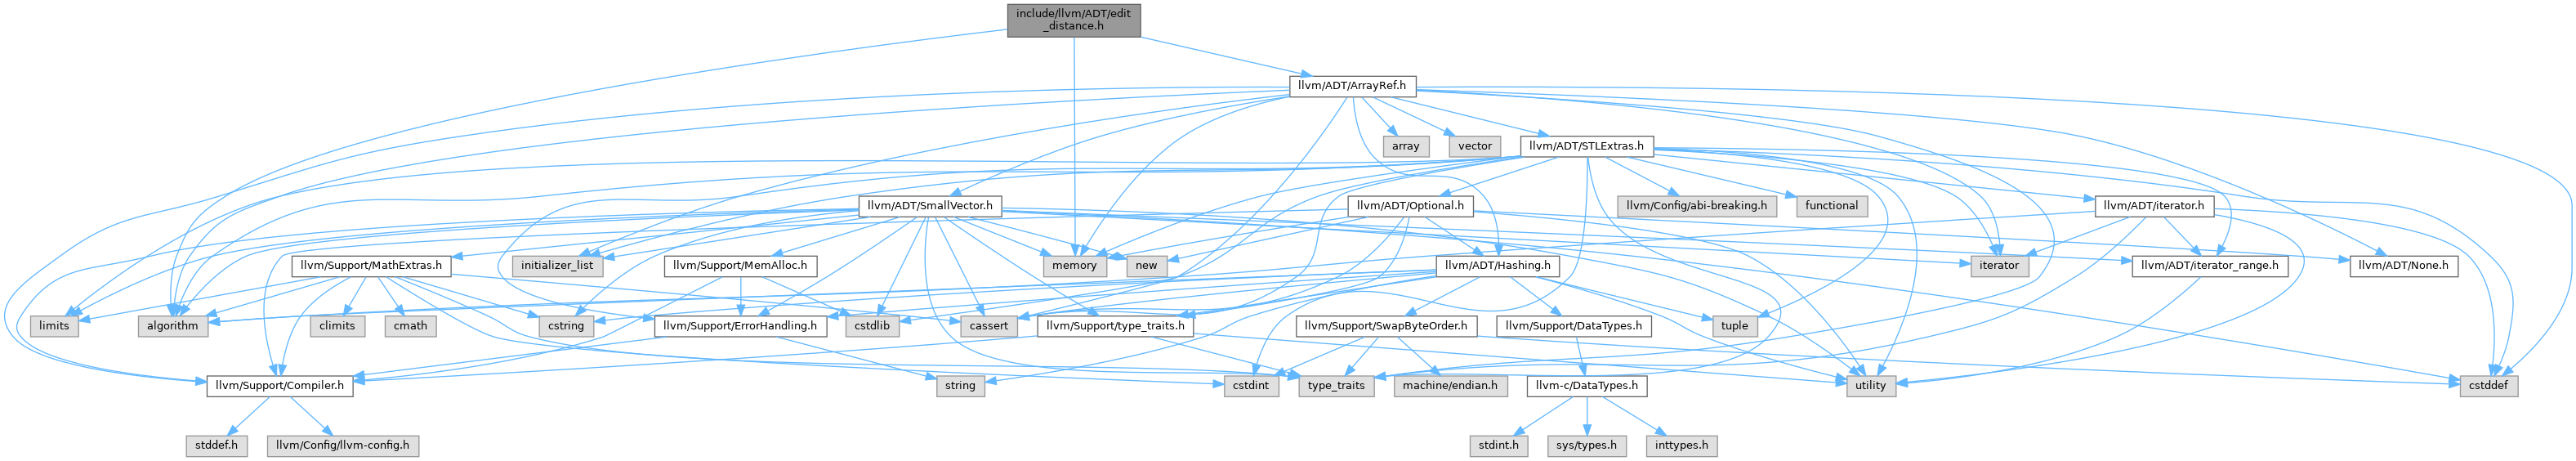 include/llvm/ADT/edit
_distance.h
llvm/ADT/ArrayRef.h
array
vector
llvm/ADT/STLExtras.h
llvm/ADT/SmallVector.h
llvm/ADT/Optional.h
llvm/Config/abi-breaking.h
functional
llvm/ADT/iterator.h
llvm/Support/MathExtras.h
initializer_list
llvm/Support/MemAlloc.h
memory
new
llvm/ADT/Hashing.h
iterator
llvm/ADT/iterator_range.h
llvm/ADT/None.h
limits
algorithm
climits
cmath
cstring
llvm/Support/ErrorHandling.h
cstdlib
cassert
llvm/Support/type_traits.h
llvm/Support/SwapByteOrder.h
llvm/Support/DataTypes.h
tuple
llvm/Support/Compiler.h
string
cstdint
type_traits
machine/endian.h
llvm-c/DataTypes.h
utility
cstddef
stddef.h
llvm/Config/llvm-config.h
stdint.h
sys/types.h
inttypes.h